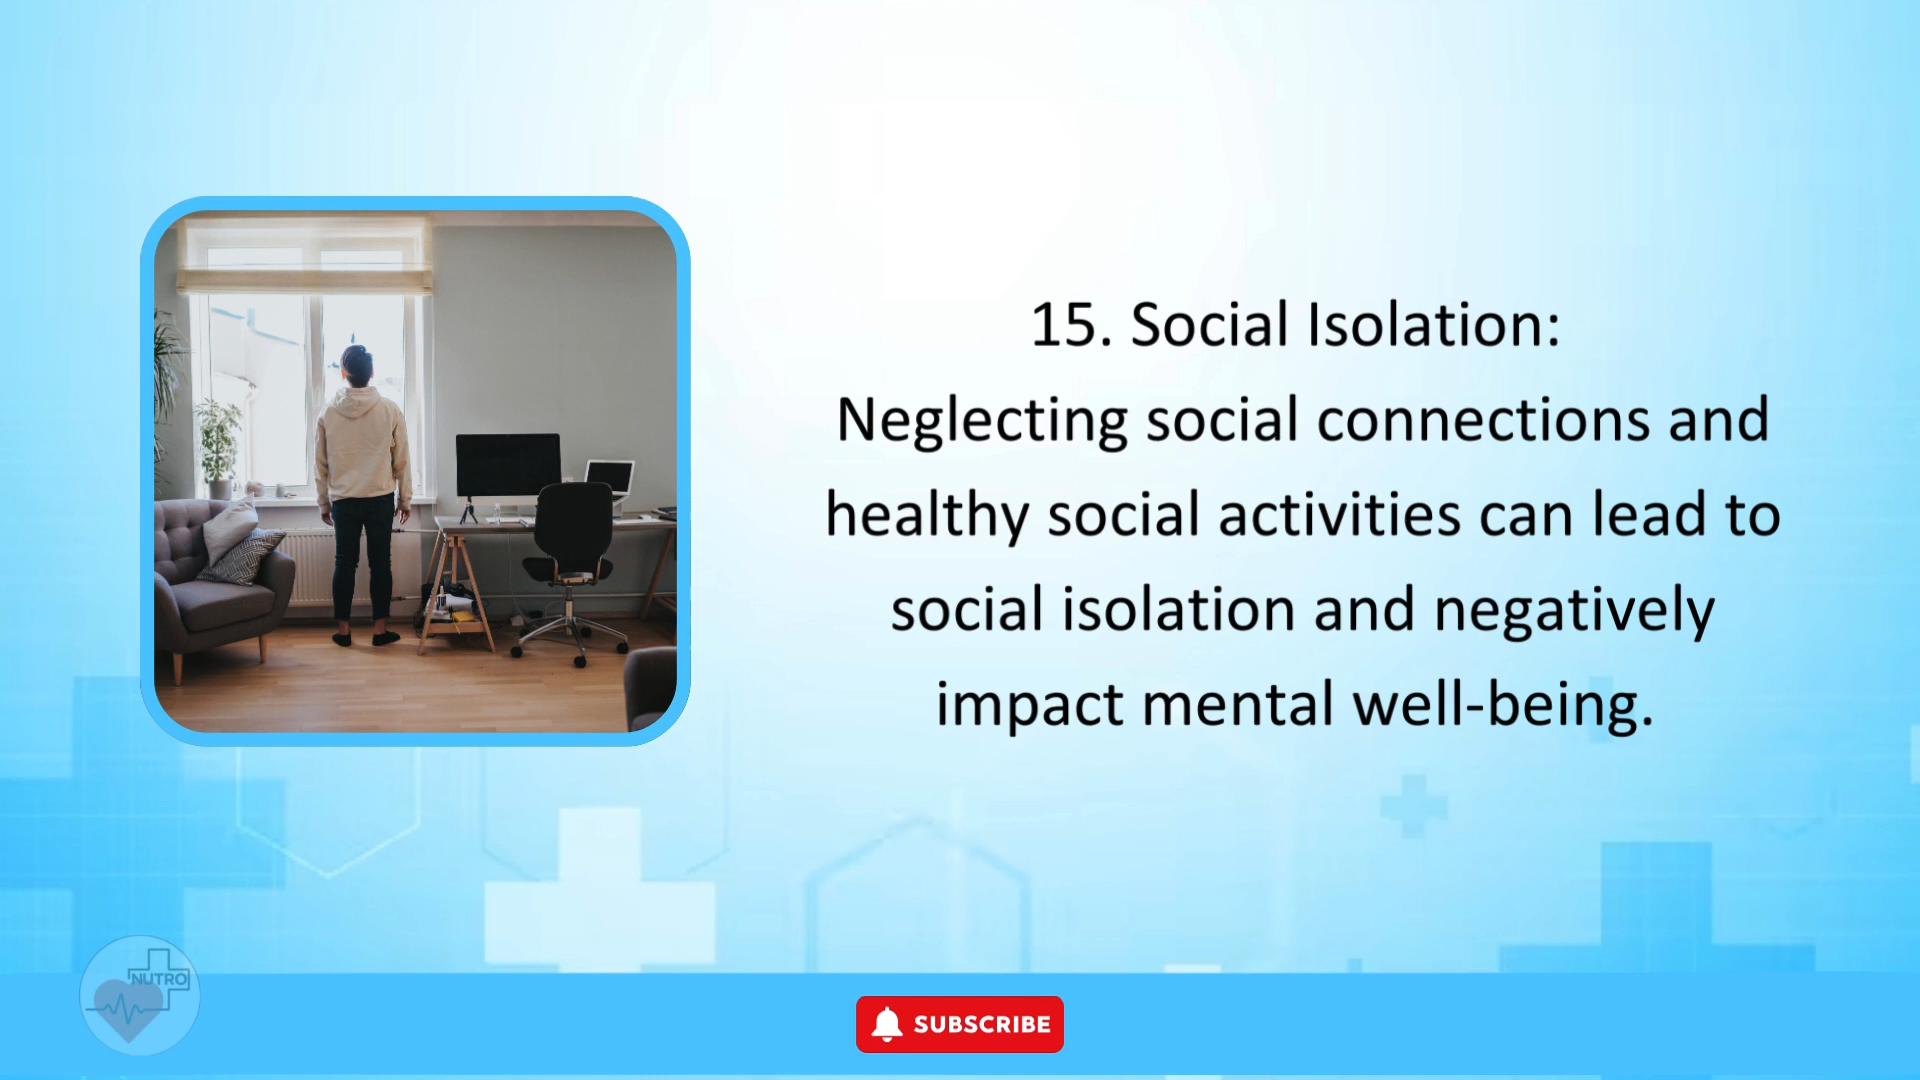 15. Social Isolation:
Neglecting social connections and
healthy social activities can lead to
social isolation and negatively
impact mental well-being.
NUTRO
SUBSCRIBE